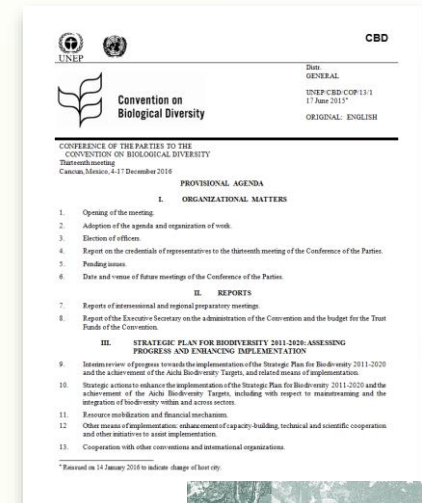 CBD
UNEP
Distr.
GENERAL
UNEP/CBD/COP/13/1
17 June 2015*
ORIGINAL: ENGLISH
Convention on
Biological Diversity
CONFERENCE OF THE PARTIES TO THE
CONVENTION ON BIOLOGICAL DIVERSITY
Thirteenth meeting
Cancun, Mexico, 4-17 December 2016
PROVISIONAL AGENDA
I. ORGANIZATIONAL MATTERS
1. Opening of the meeting.
2. Adoption of the agenda and organization of work.
3. Election of officers.
4. Report on the credentials of representatives to the thirteenth meeting of the Conference of the Parties.
5. Pending issues.
6. Date and venue of future meetings of the Conference of the Parties.
II. REPORTS
7. Reports of intersessional and regional preparatory meetings.
8. Report of the Executive Secretary on the administration of the Convention and the budget for the Trust
Funds of the Convention.
III. STRATEGIC PLAN FOR BIODIVERSITY 2011-2020: ASSESSING
PROGRESS AND ENHANCING IMPLEMENTATION
9. Interim review of progress towards the implementation of the Strategic Plan for Biodiversity 2011-2020
and the achievement of the Aichi Biodiversity Targets, and related means of implementation.
10. Strategic actions to enhance the implementation of the Strategic Plan for Biodiversity 2011-2020 and the
achievement of the Aichi Biodiversity Targets, including with respect to mainstreaming and the
integration of biodiversity within and across sectors.
11. Resource mobilization and financial mechanism.
12 Other means of implementation: enhancement of capacity-building, technical and scientific cooperation
and other initiatives to assist implementation.
13. Cooperation with other conventions and international organizations.
* Reissued on 14 January 2016 to indicate change of host city.